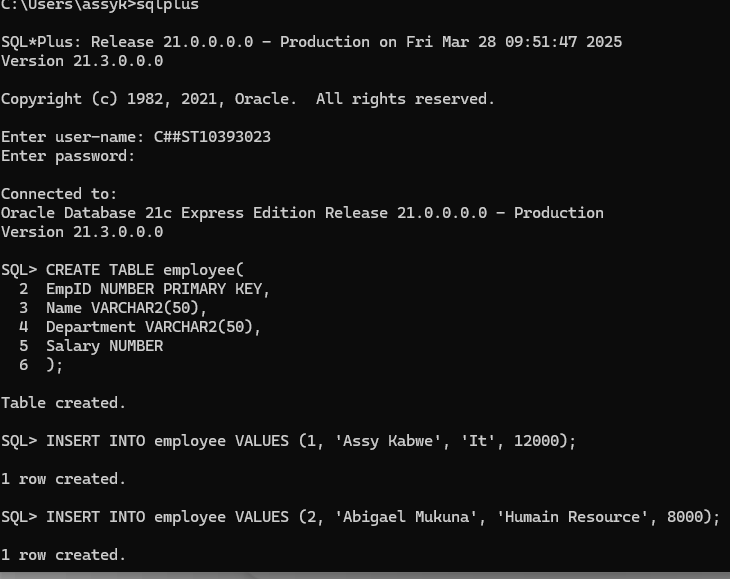 C:\Users\assyk>sqlplus
SQL*Plus: Release 21.0.0.0.0 - Production on Fri Mar 28 09:51:47 2025
Version 21.3.0.0.0
Copyright (c) 1982, 2021, Oracle.  All rights reserved.
Enter user-name: C##ST10393023
Enter password:
Connected to:
Oracle Database 21c Express Edition Release 21.0.0.0.0 - Production
Version 21.3.0.0.0
SQL> CREATE TABLE employee(
  2  EmpID NUMBER PRIMARY KEY,
  3  Name VARCHAR2(50),
  4  Department VARCHAR2(50),
  5  Salary NUMBER
  6  );
Table created.
SQL> INSERT INTO employee VALUES (1, 'Assy Kabwe', 'It', 12000);
1 row created.
SQL> INSERT INTO employee VALUES (2, 'Abigael Mukuna', 'Humain Resource', 8000);
1 row created.